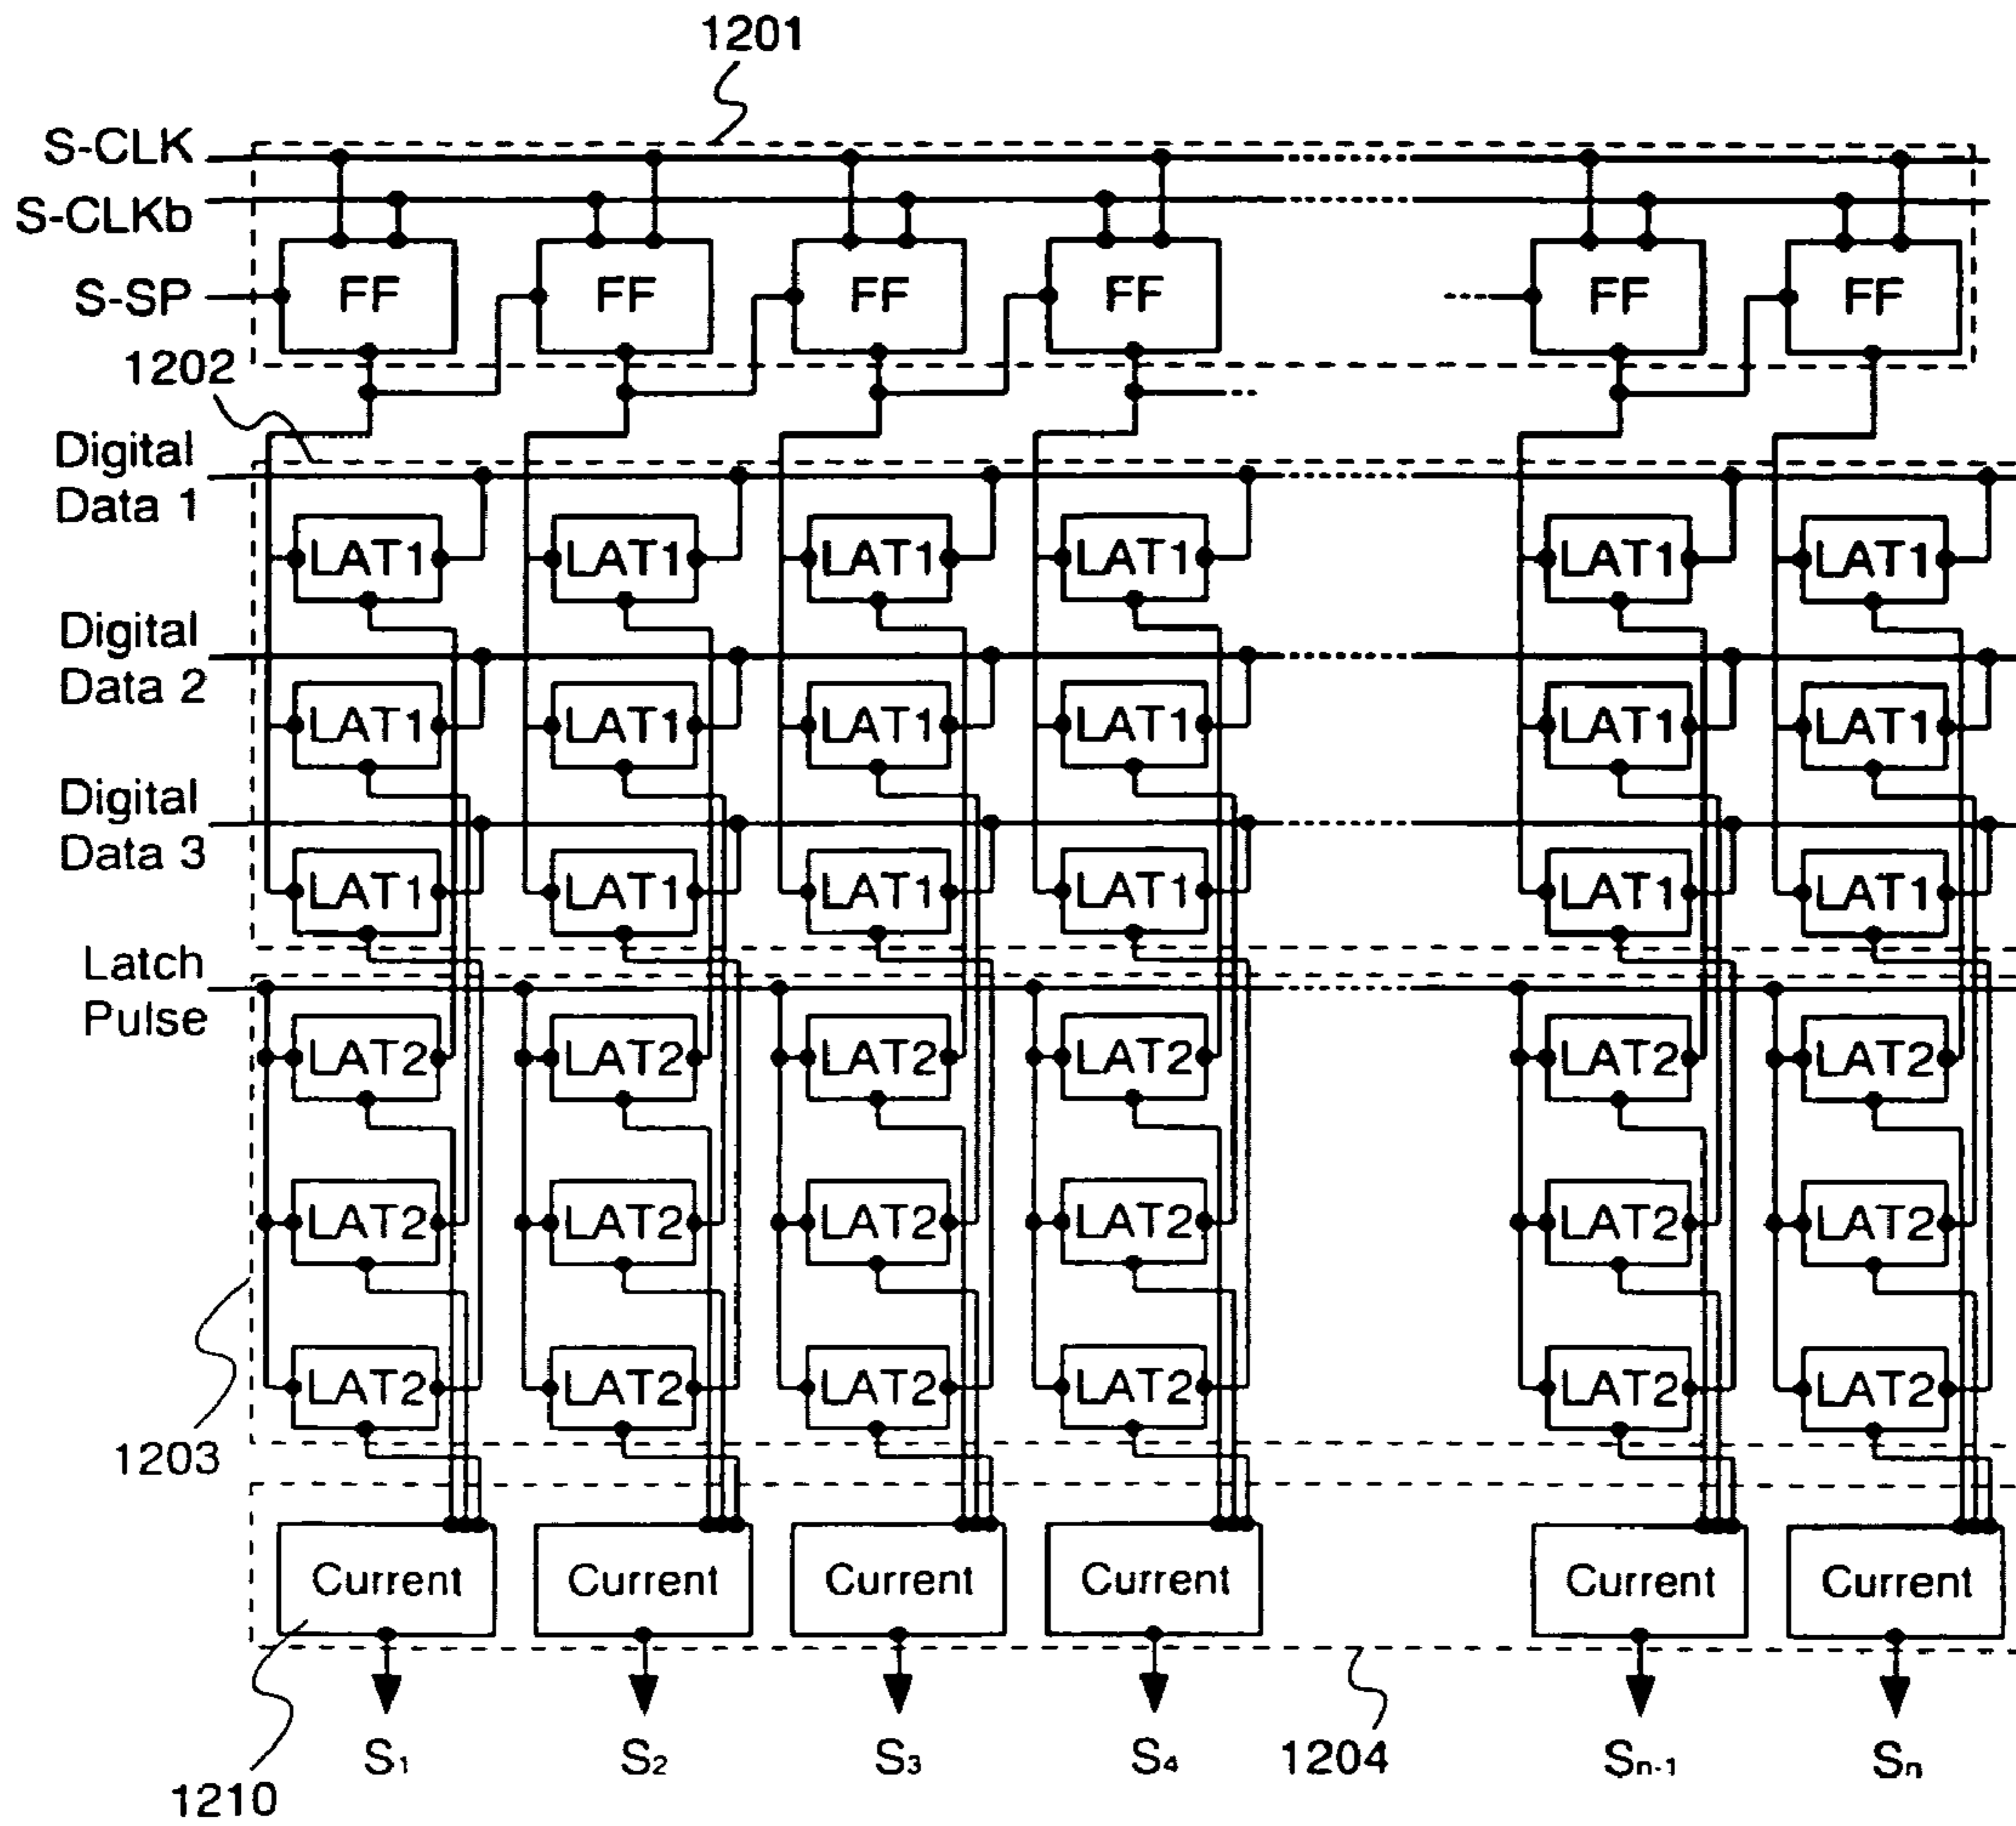 1201
S-CLK
S-CLKb
S-SP
FF FF FF FF FF FF
1202
Digital
Data 1
LAT1 LAT1 LAT1 LAT1 LAT1 LAT1
Digital
Data 2
LAT1 LAT1 LAT1 LAT1 LAT1 LAT1
Digital
Data 3
LAT1 LAT1 LAT1 LAT1 LAT1 LAT1
Latch
Pulse
LAT2 LAT2 LAT2 LAT2 LAT2 LAT2
LAT2 LAT2 LAT2 LAT2 LAT2 LAT2
LAT2 LAT2 LAT2 LAT2 LAT2 LAT2
1203
Current Current Current Current Current Current
S1 S2 S3 S4 1204 Sn-1 Sn
1210